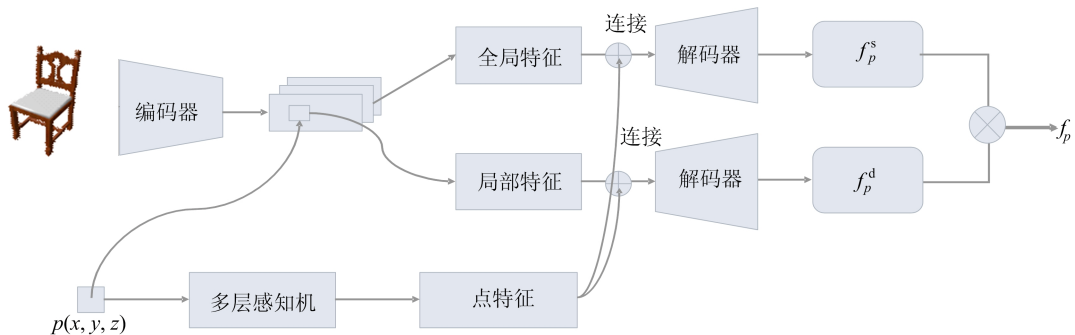 连接
全局特征
解码器
f_p^s
编码器
连接
f_p
局部特征
解码器
f_p^d
多层感知机
点特征
p(x, y, z)